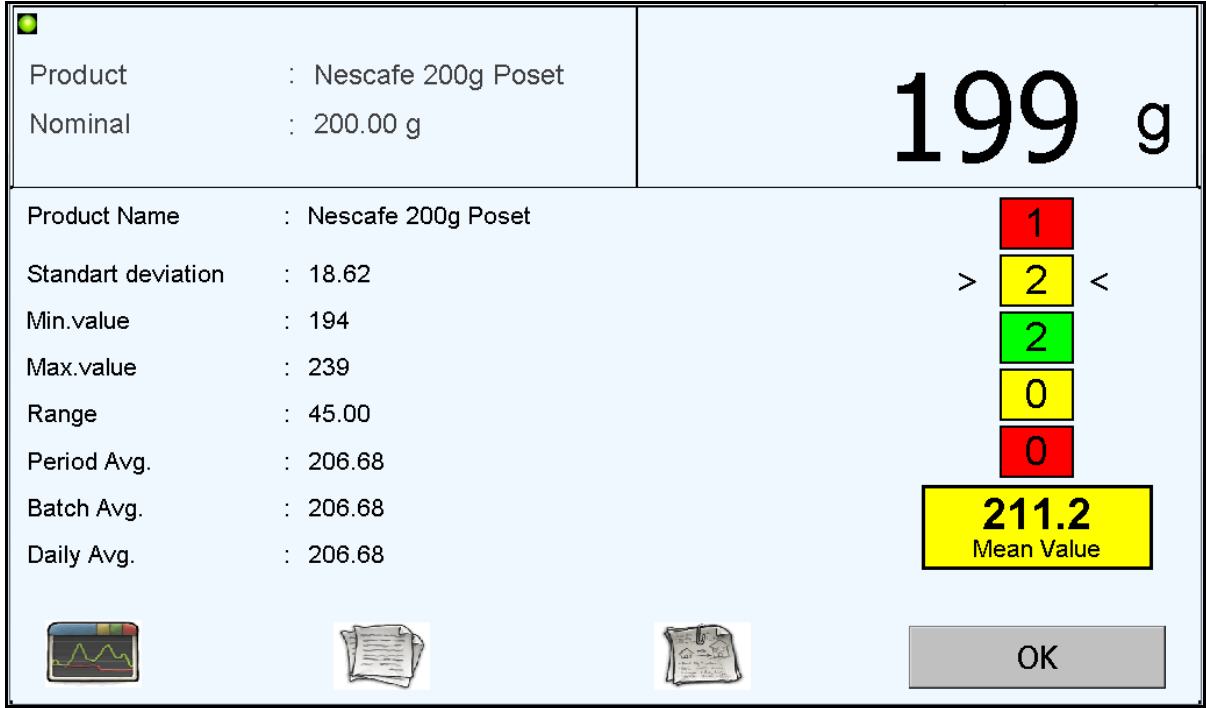 Product : Nescafe 200g Poset
Nominal : 200.00 g
199 g
Product Name : Nescafe 200g Poset
Standart deviation : 18.62
Min.value : 194
Max.value : 239
Range : 45.00
Period Avg. : 206.68
Batch Avg. : 206.68
Daily Avg. : 206.68
1
> 2 <
2
0
0
211.2
Mean Value
OK